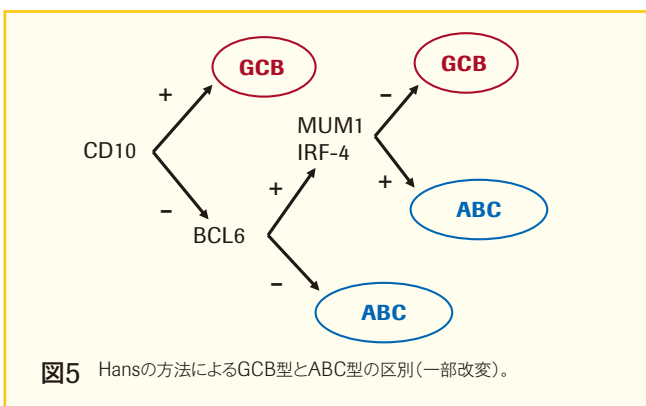 GCB
GCB
+
−
MUM1
IRF-4
CD10
+
+
ABC
−
BCL6
−
ABC
図5 Hansの方法によるGCB型とABC型の区別(一部改変)。